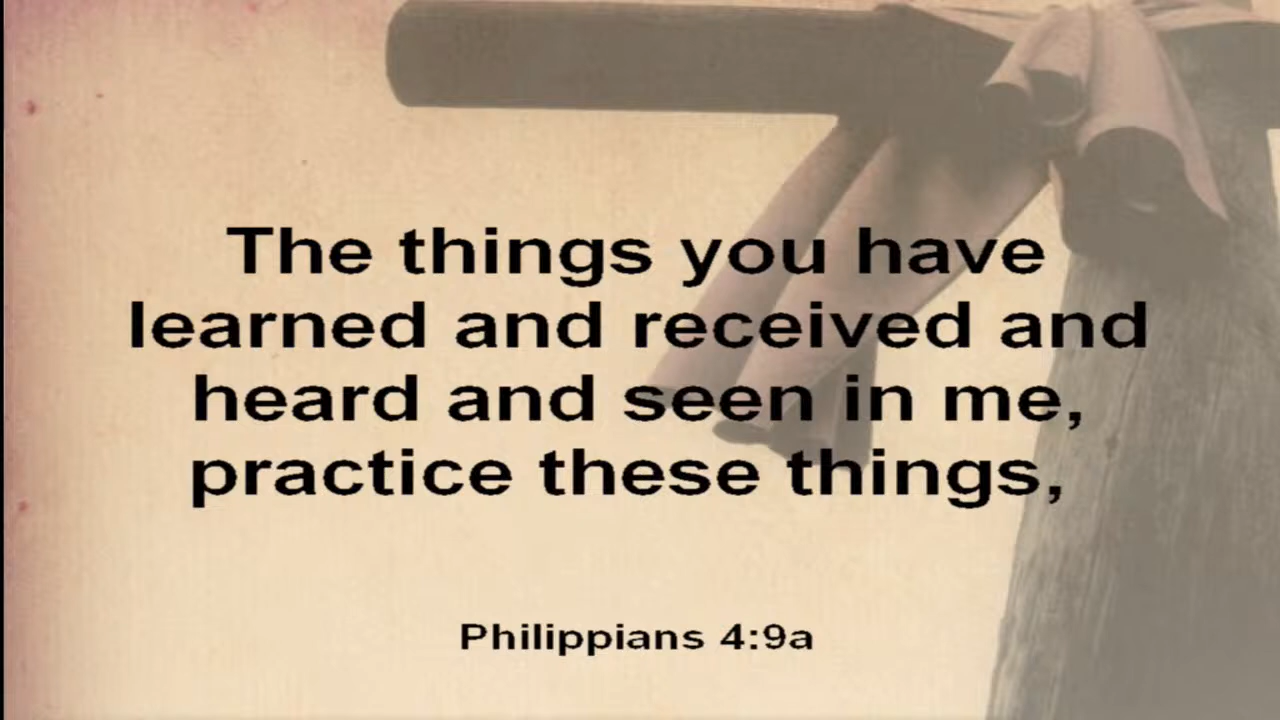 The things you have
learned and received and
heard and seen in me,
practice these things,
Philippians 4:9a